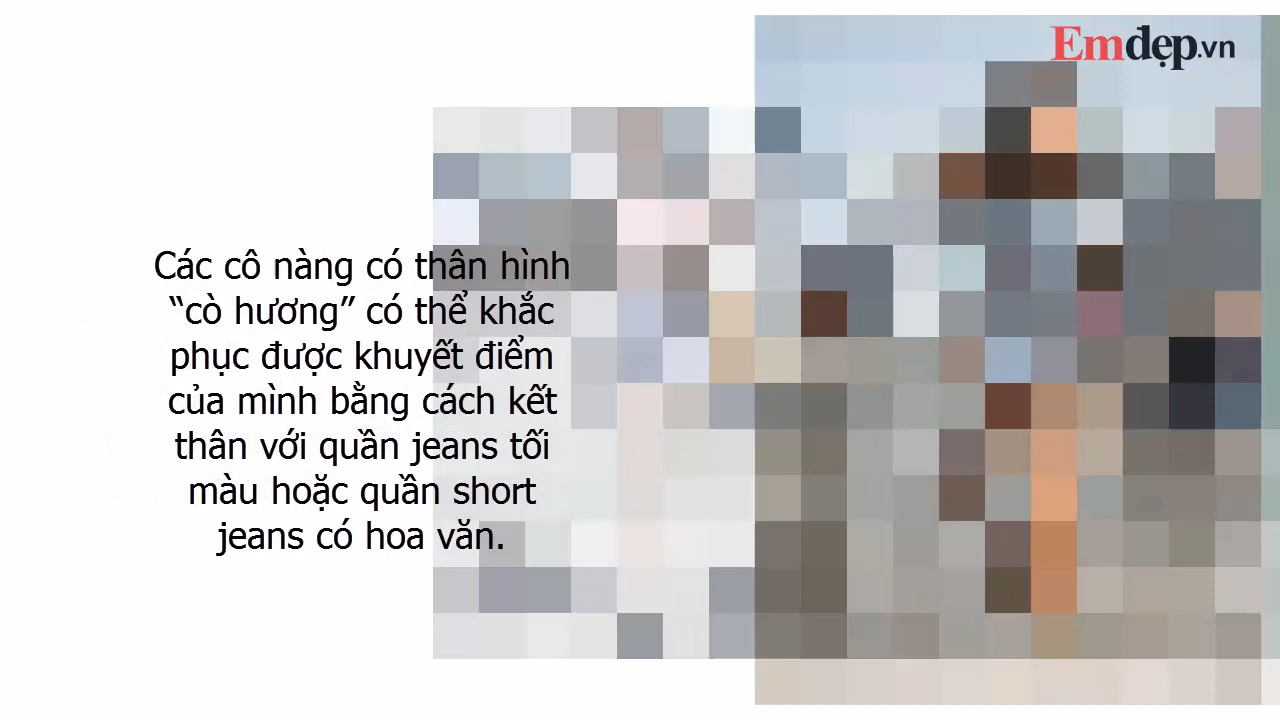 Emdẹp.vn
Các cô nàng có thân hình
“cò hương” có thể khắc
phục được khuyết điểm
của mình bằng cách kết
thân với quần jeans tối
màu hoặc quần short
jeans có hoa văn.